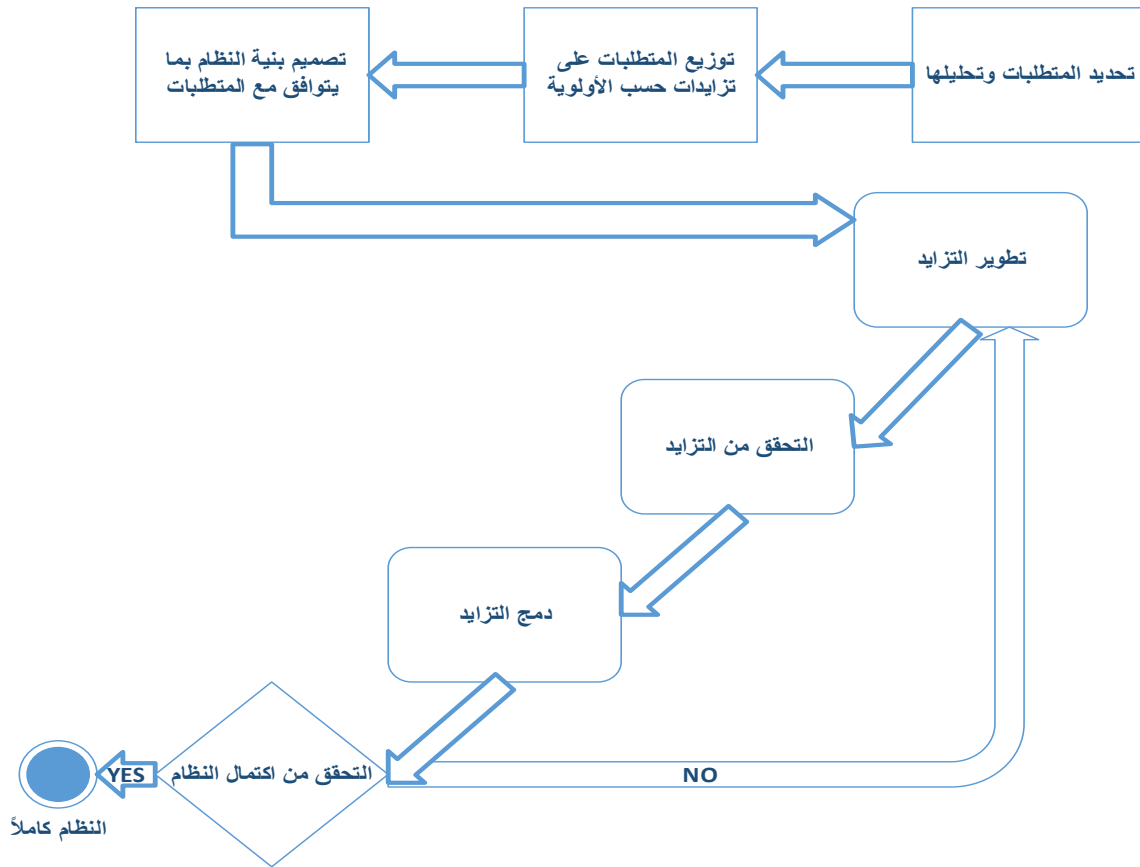 تحديد المتطلبات وتحليلها
توزيع المتطلبات على
تزايدات حسب الأولوية
تصميم بنية النظام بما
يتوافق مع المتطلبات
تطوير التزايد
التحقق من التزايد
دمج التزايد
التحقق من اكتمال النظام
NO
YES
النظام كاملاً